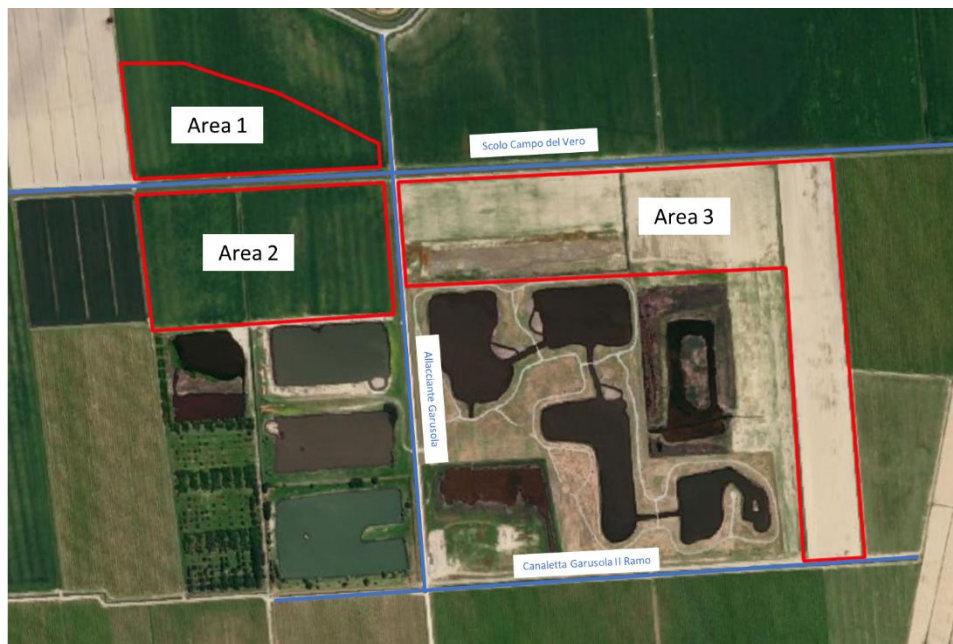 Area 1
Scolo Campo del Vero
Area 2
Area 3
Allacciante Garusola
Canaletta Garusola II Ramo